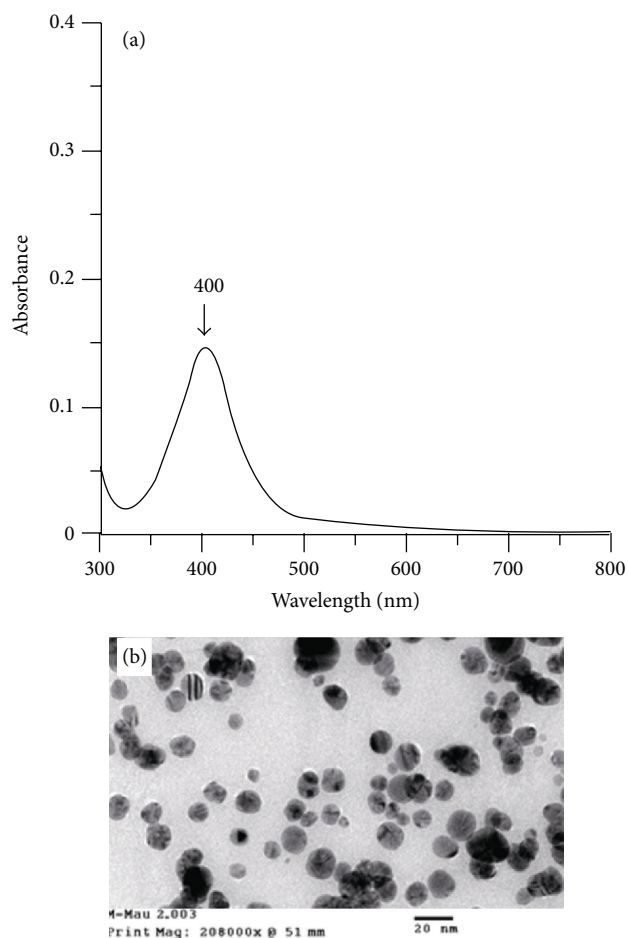 (a)
0.4
0.3
0.2
0.1
0
Absorbance
400
300 400 500 600 700 800
Wavelength (nm)
(b)
M=Mau 2.003
Print Mag: 208000x @ 51 mm
20 nm